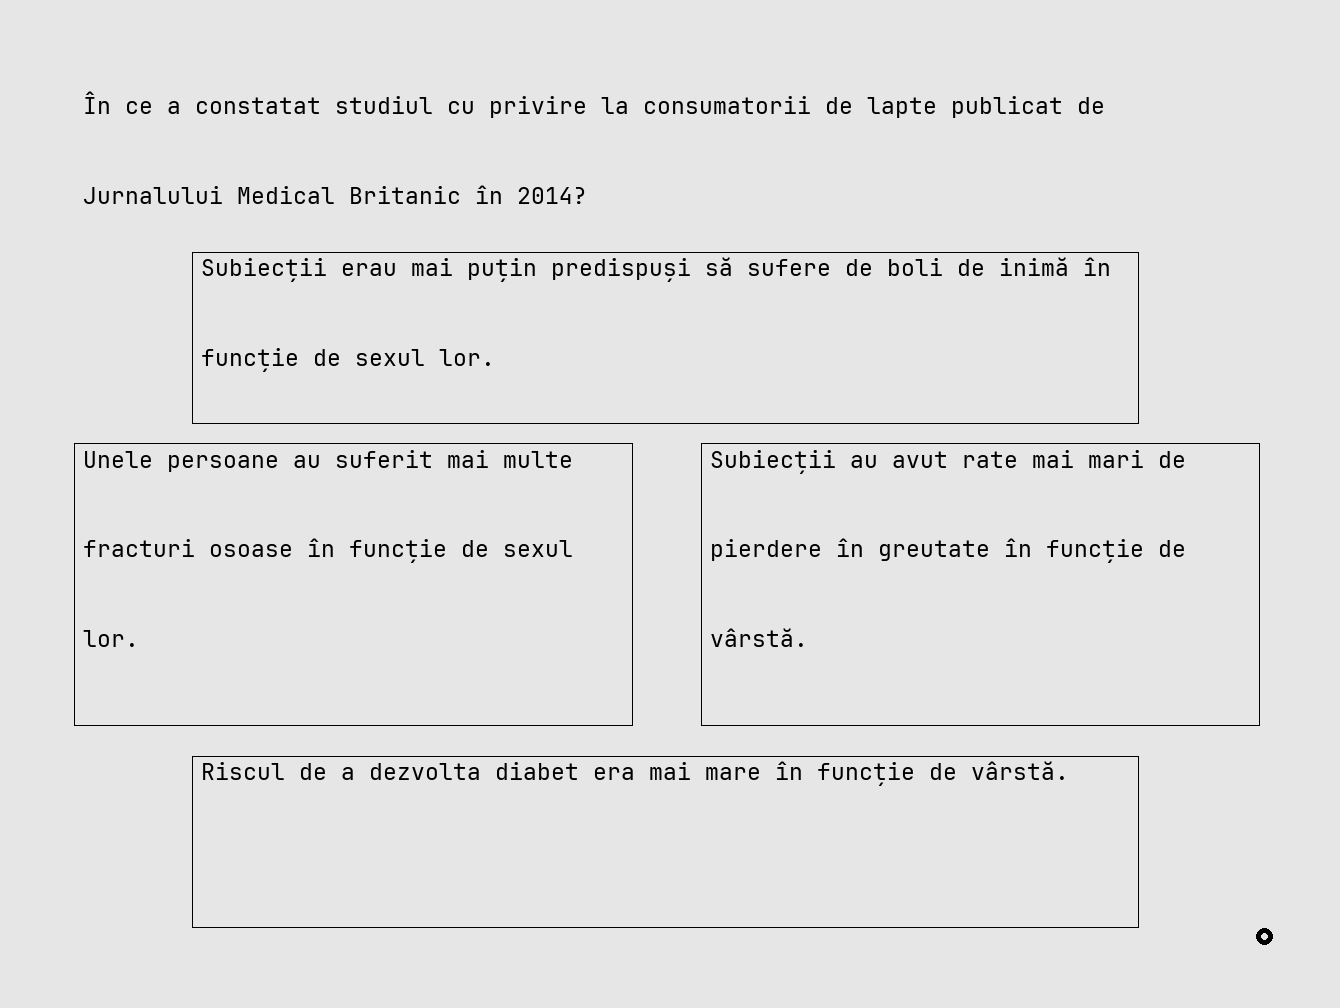 În ce a constatat studiul cu privire la consumatorii de lapte publicat de
Jurnalului Medical Britanic în 2014?
Subiecții erau mai puțin predispuși să sufere de boli de inimă în
funcție de sexul lor.
Unele persoane au suferit mai multe
fracturi osoase în funcție de sexul
lor.
Subiecții au avut rate mai mari de
pierdere în greutate în funcție de
vârstă.
Riscul de a dezvolta diabet era mai mare în funcție de vârstă.